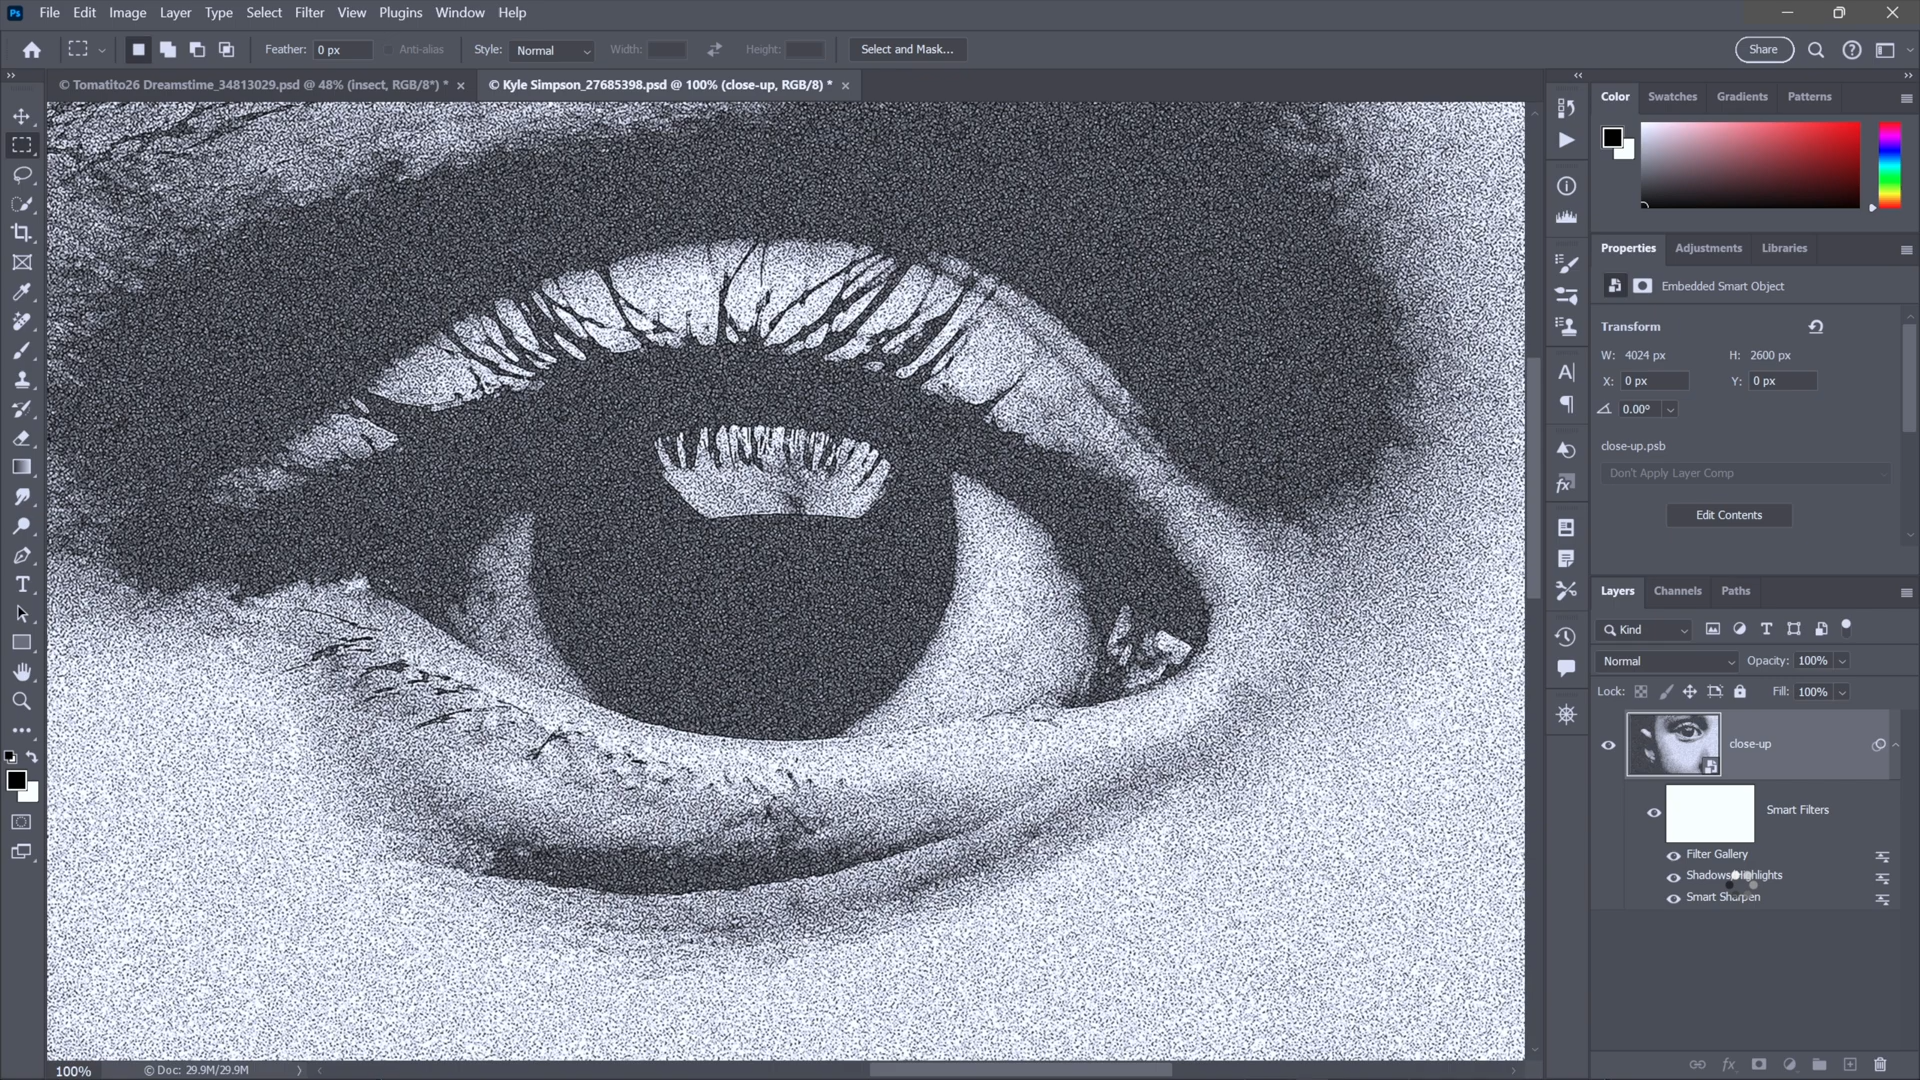 Ps File Edit Image Layer Type Select Filter View Plugins Window Help
Feather: 0 px Anti-alias Style: Normal Width: Height: Select and Mask... Share
© Tomatito26 Dreamstime_34813029.psd @ 48% (insect, RGB/8*) * × © Kyle Simpson_27685398.psd @ 100% (close-up, RGB/8) * ×
Color Swatches Gradients Patterns
Properties Adjustments Libraries
Embedded Smart Object
Transform
W: 4024 px H: 2600 px
X: 0 px Y: 0 px
0.00°
close-up.psb
Don't Apply Layer Comp
Edit Contents
Layers Channels Paths
Kind
Normal Opacity: 100%
Lock: Fill: 100%
close-up
Smart Filters
Filter Gallery
Shadows/Highlights
Smart Sharpen
100% © Doc: 29.9M/29.9M